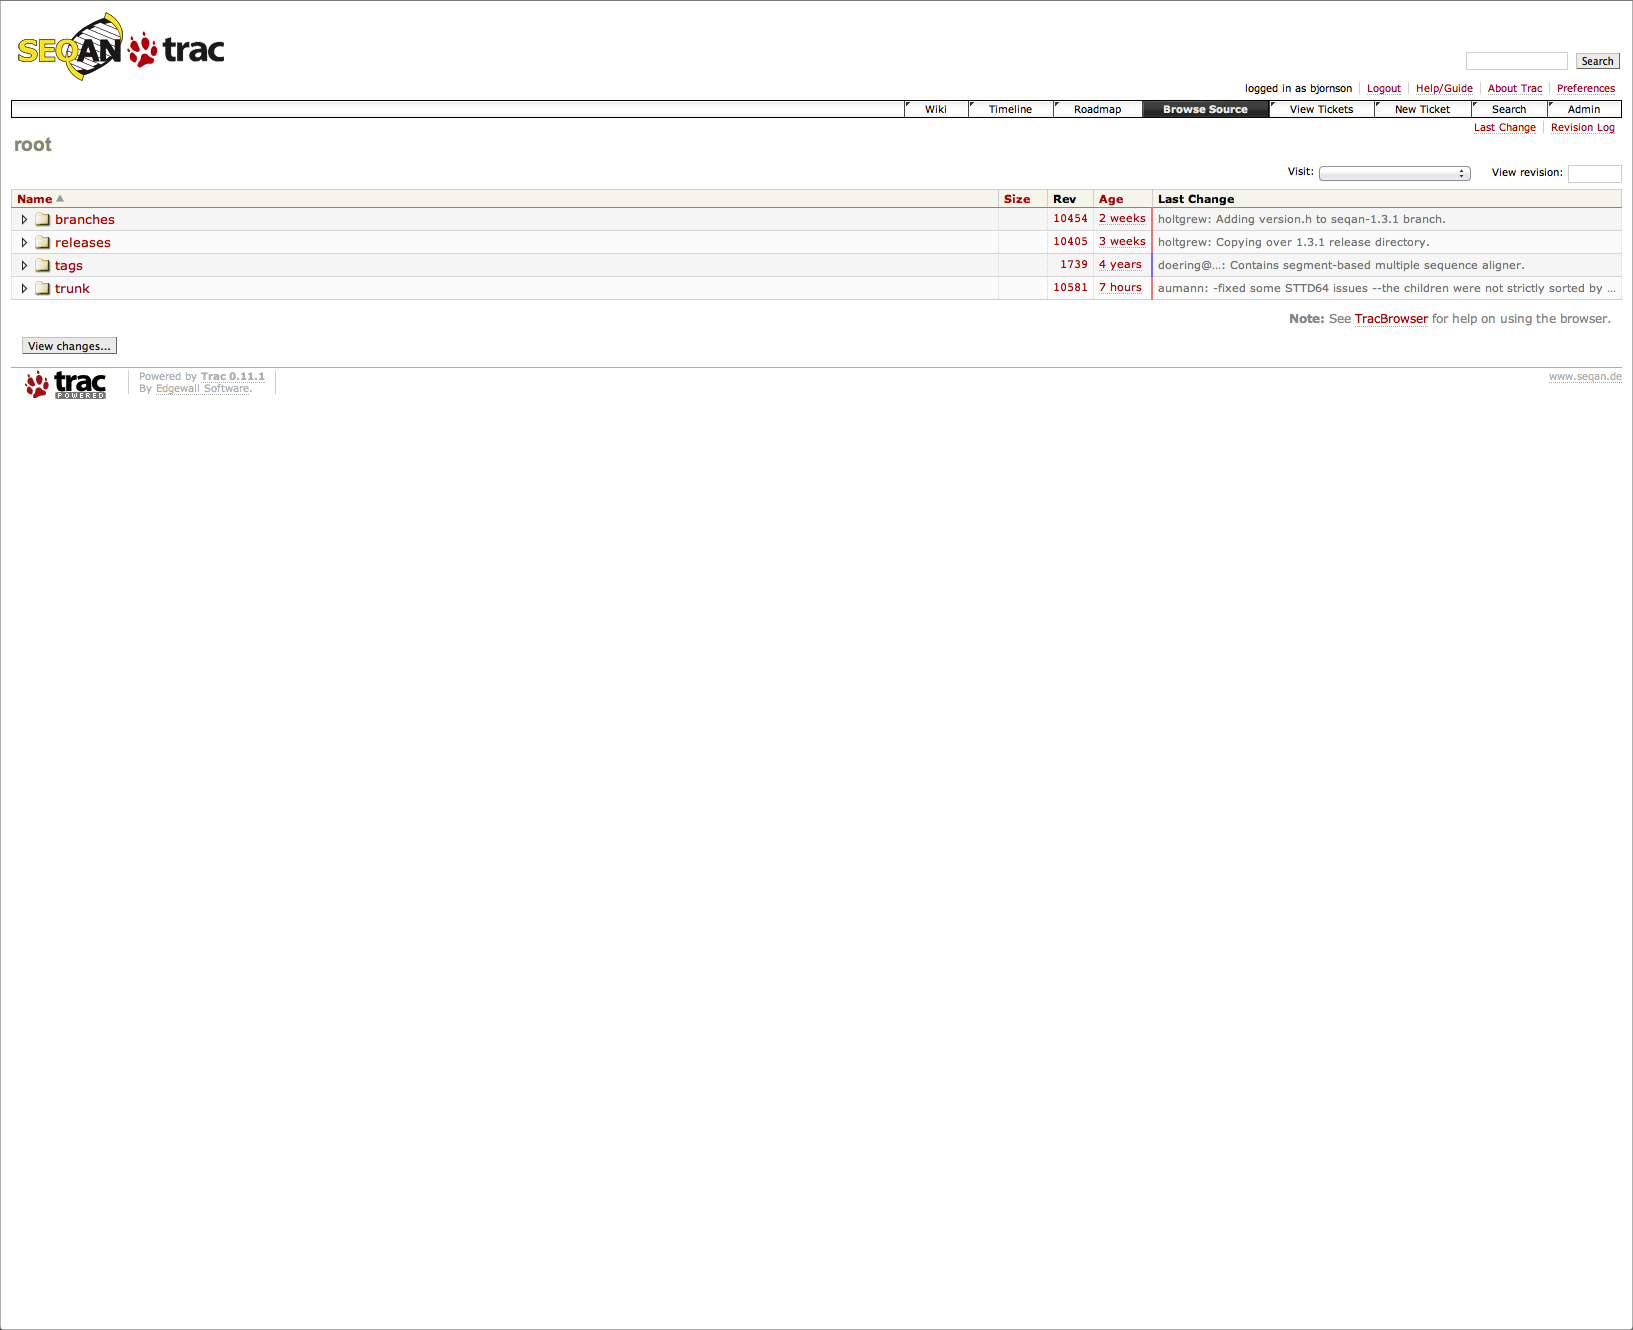 SEQAN trac
Search
logged in as bjornson Logout Help/Guide About Trac Preferences
Wiki Timeline Roadmap Browse Source View Tickets New Ticket Search Admin
Last Change Revision Log
root
Visit: View revision:
Name Size Rev Age Last Change
branches 10454 2 weeks holtgrew: Adding version.h to seqan-1.3.1 branch.
releases 10405 3 weeks holtgrew: Copying over 1.3.1 release directory.
tags 1739 4 years doering@...: Contains segment-based multiple sequence aligner.
trunk 10581 7 hours aumann: -fixed some STTD64 issues --the children were not strictly sorted by ...
Note: See TracBrowser for help on using the browser.
View changes...
trac POWERED
Powered by Trac 0.11.1
By Edgewall Software.
www.seqan.de